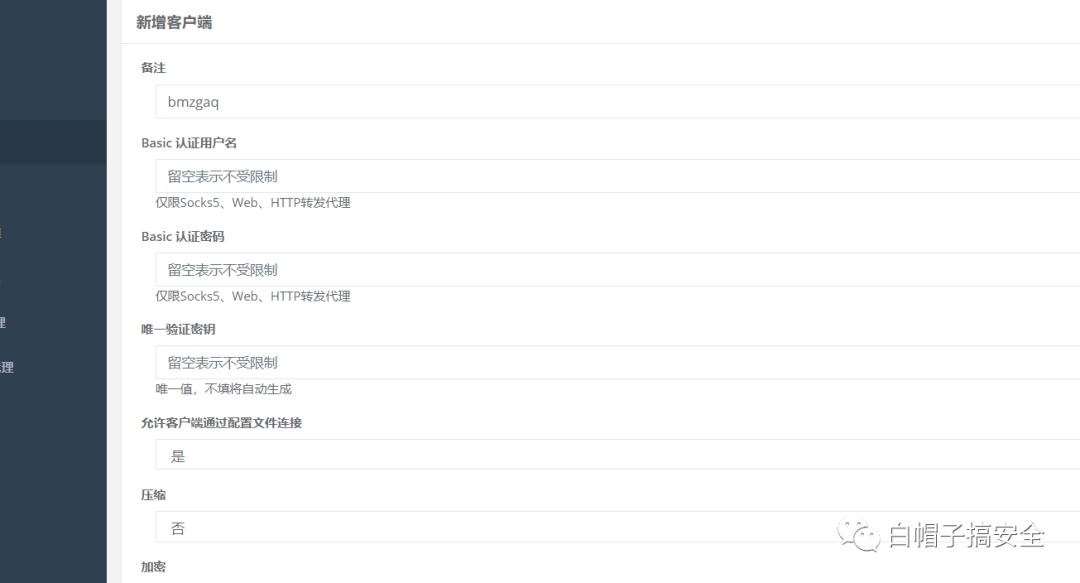 新增客户端
备注
bmzgaq
Basic 认证用户名
留空表示不受限制
仅限Socks5、Web、HTTP转发代理
Basic 认证密码
留空表示不受限制
仅限Socks5、Web、HTTP转发代理
唯一验证密钥
留空表示不受限制
唯一值，不填将自动生成
允许客户端通过配置文件连接
是
压缩
否
加密
理
理
白帽子搞安全